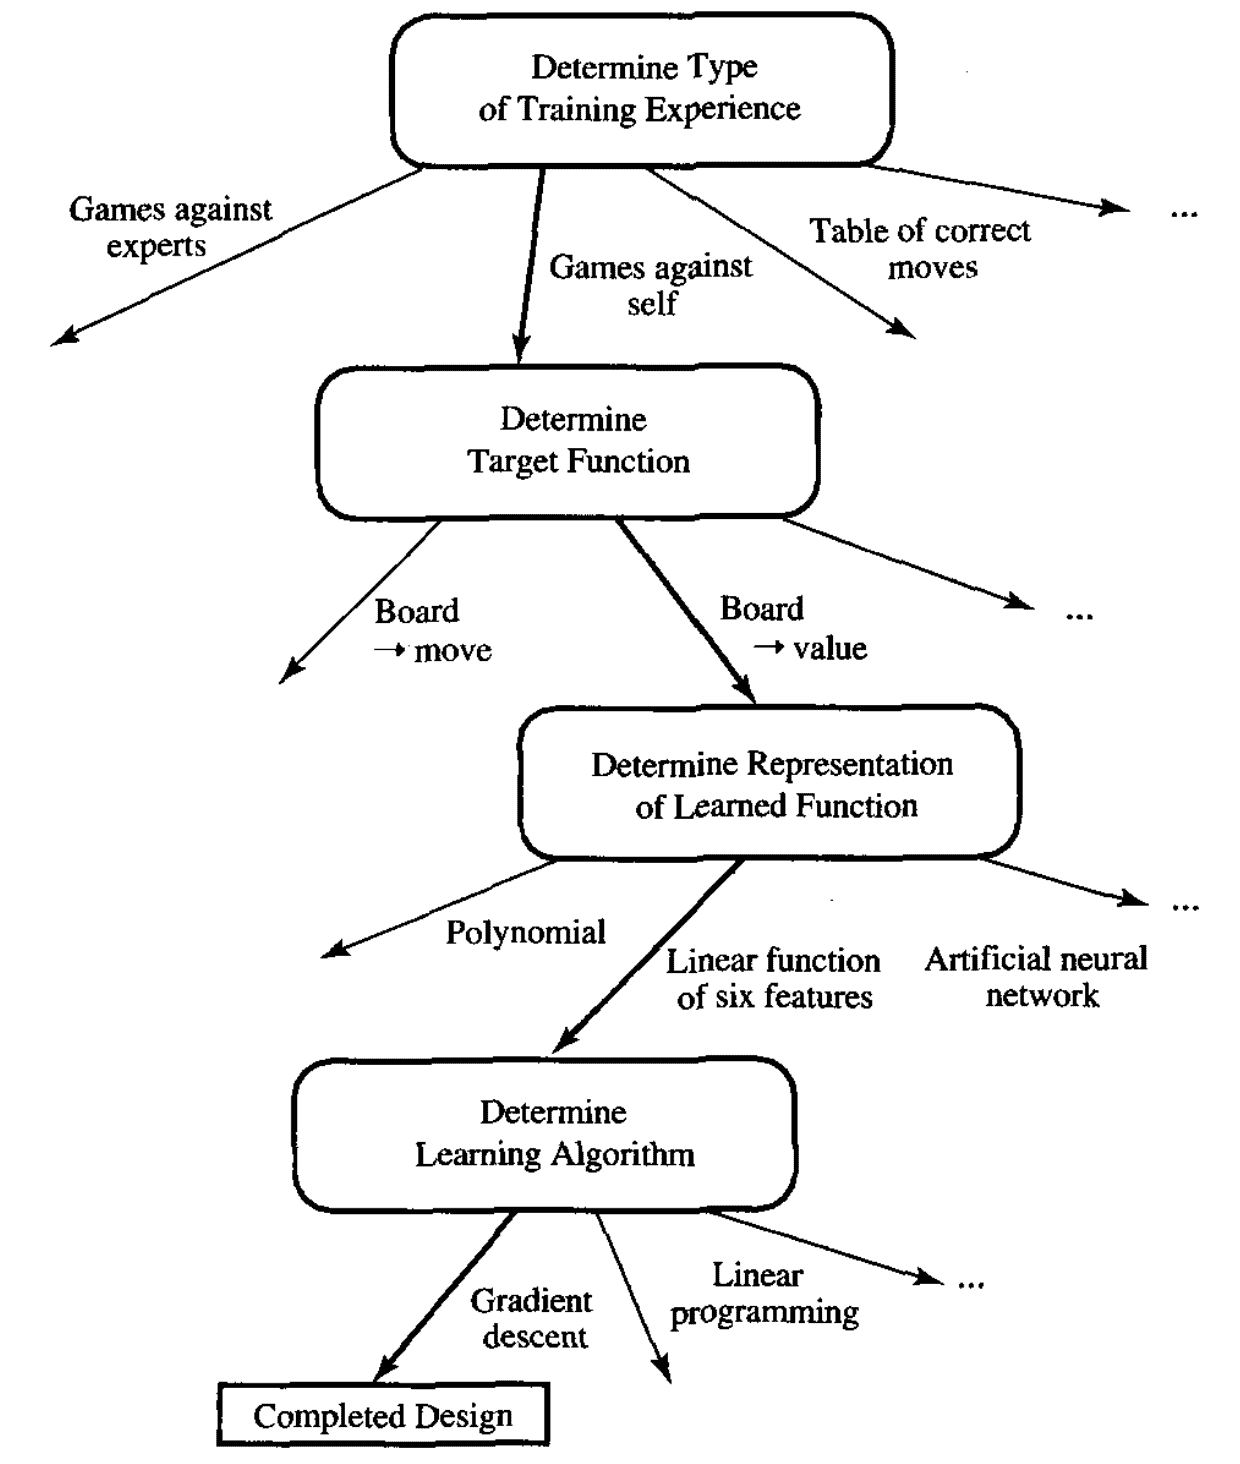 Determine Type
of Training Experience
Games against
experts
Games against
self
Table of correct
moves
...
Determine
Target Function
Board
→ move
Board
→ value
...
Determine Representation
of Learned Function
Polynomial
Linear function
of six features
Artificial neural
network
...
Determine
Learning Algorithm
Gradient
descent
Linear
programming
...
Completed Design